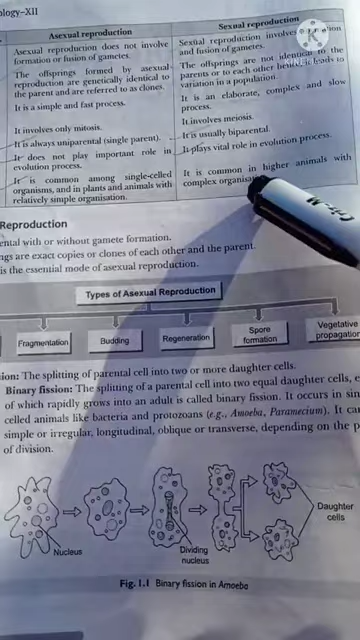 ology–XII
Asexual reproduction
Asexual reproduction does not involve
formation or fusion of gametes.
The offsprings formed by asexual
reproduction are genetically identical to
the parent and are referred to as clones.
It is a simple and fast process.
It involves only mitosis.
It is always uniparental (single parent).
It does not play important role in
evolution process.
It is common among single-celled
organisms, and in plants and animals with
relatively simple organisation.
Sexual reproduction
Sexual reproduction involves
and fusion of gametes.
The offsprings are not identical to the
parents or to each other leads to
variation in a population.
It is an elaborate, complex and slow
process.
It involves meiosis.
It is usually biparental.
It plays vital role in evolution process.
It is common in higher animals with
complex
Reproduction
ental with or without gamete formation.
ngs are exact copies or clones of each other and the parent.
is the essential mode of asexual reproduction.
Types of Asexual Reproduction
Fragmentation
Budding
Regeneration
Spore
formation
Vegetative
propagation
ion: The splitting of parental cell into two or more daughter cells.
Binary fission: The splitting of a parental cell into two equal daughter cells, e
of which rapidly grows into an adult is called binary fission. It occurs in sin
celled animals like bacteria and protozoans (e.g., Amoeba, Paramecium). It can
simple or irregular, longitudinal, oblique or transverse, depending on the p
of division.
Nucleus
Dividing
nucleus
Daughter
cells
Fig. 1.1 Binary fission in Amoeba